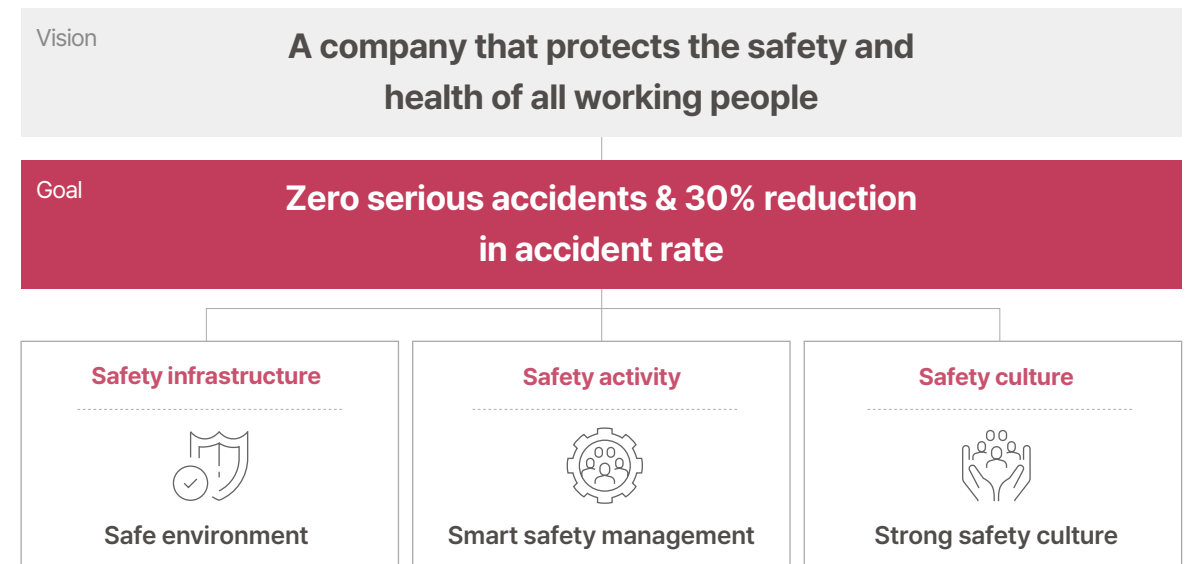 Vision
A company that protects the safety and
health of all working people
Goal
Zero serious accidents & 30% reduction
in accident rate
Safety infrastructure
Safe environment
Safety activity
Smart safety management
Safety culture
Strong safety culture